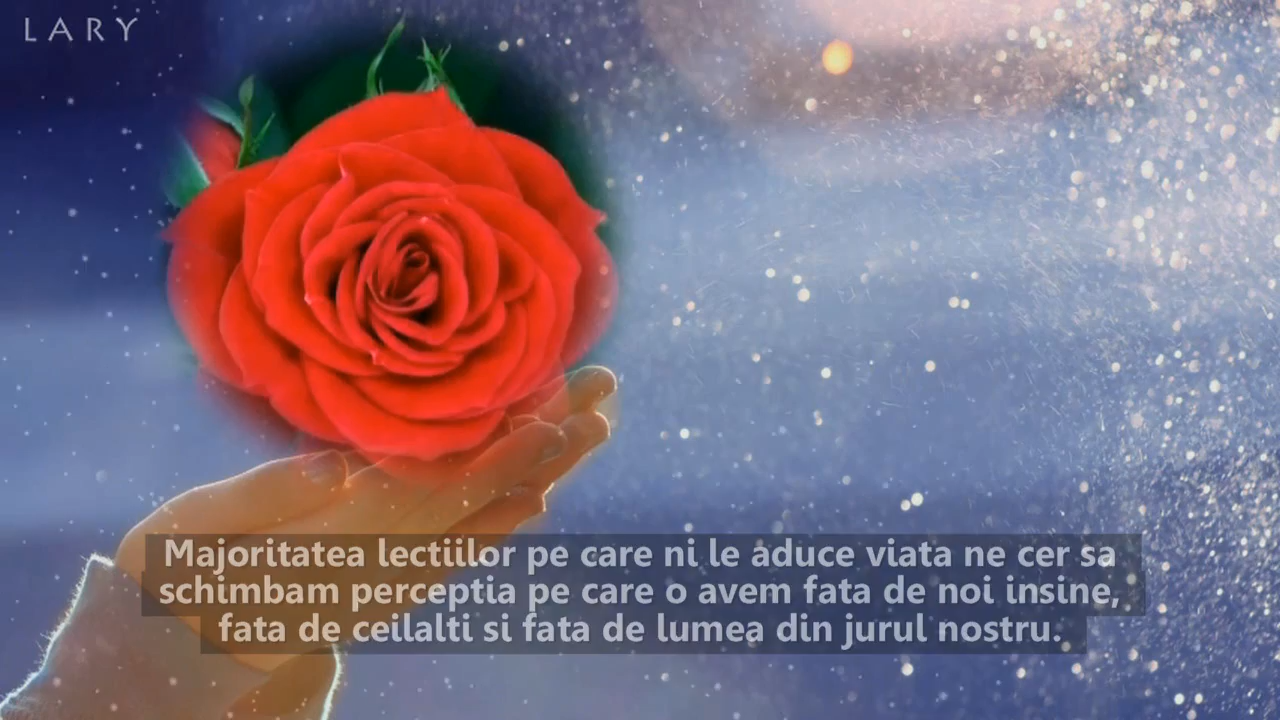 LARY
Majoritatea lectiilor pe care ni le aduce viata ne cer sa
schimbam perceptia pe care o avem fata de noi insine,
fata de ceilalti si fata de lumea din jurul nostru.